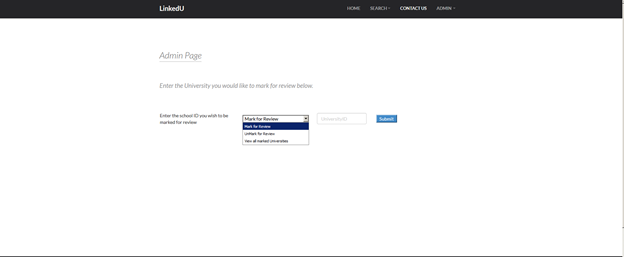 LinkedU HOME SEARCH CONTACT US ADMIN
Admin Page
Enter the University you would like to mark for review below.
Enter the school ID you wish to be
marked for review
Mark for Review
UniversityID
Submit
Mark for Review
UnMark for Review
View all marked Universities